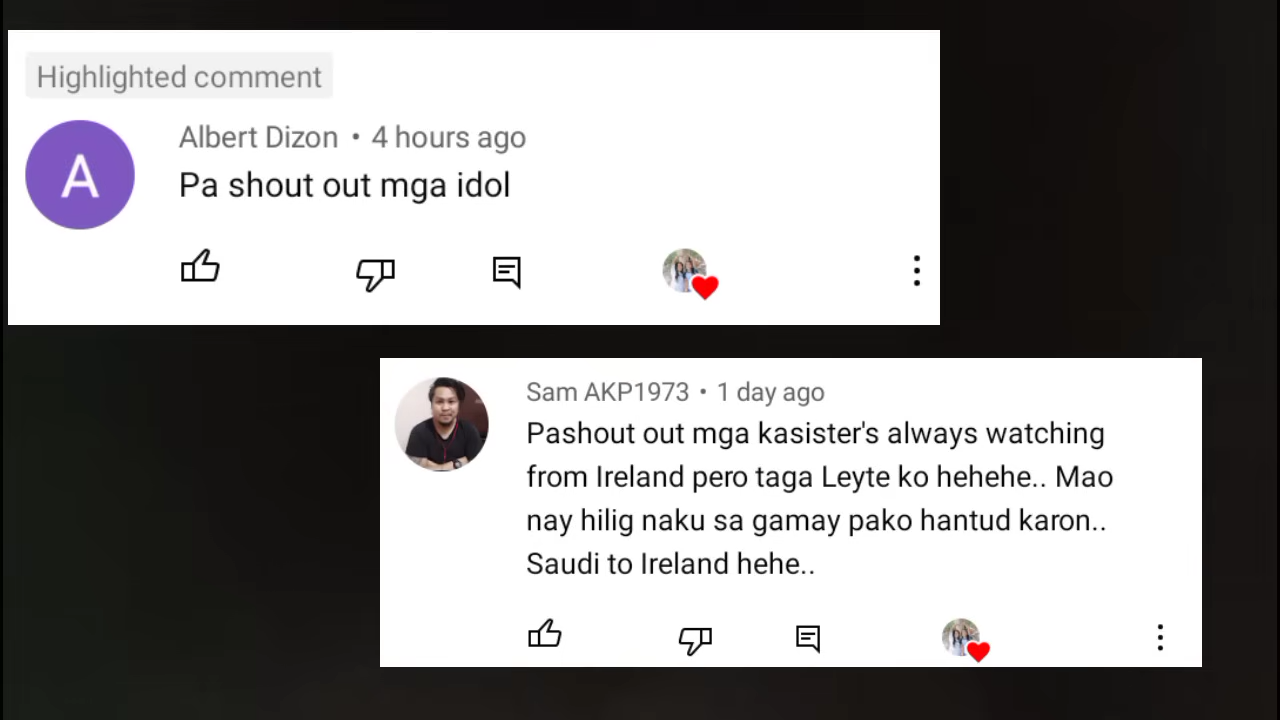 Highlighted comment
A
Albert Dizon • 4 hours ago
Pa shout out mga idol
Sam AKP1973 • 1 day ago
Pashout out mga kasister's always watching
from Ireland pero taga Leyte ko hehehe.. Mao
nay hilig naku sa gamay pako hantud karon..
Saudi to Ireland hehe..